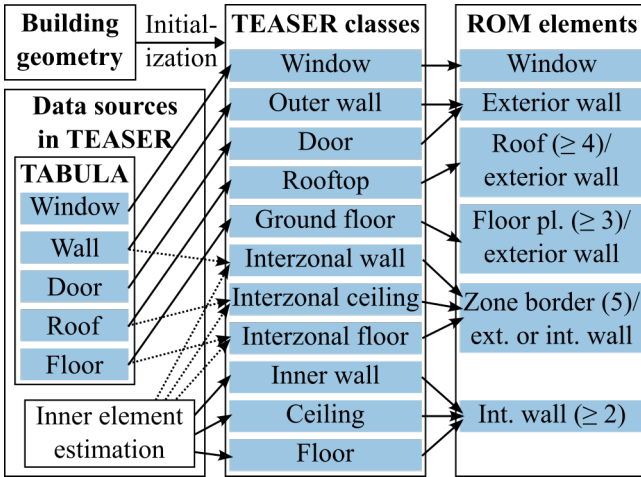 Building
geometry
Initial-
ization
Data sources
in TEASER
TABULA
Window
Wall
Door
Roof
Floor
Inner element
estimation
TEASER classes
Window
Outer wall
Door
Rooftop
Ground floor
Interzonal wall
Interzonal ceiling
Interzonal floor
Inner wall
Ceiling
Floor
ROM elements
Window
Exterior wall
Roof (≥ 4)/
exterior wall
Floor pl. (≥ 3)/
exterior wall
Zone border (5)/
ext. or int. wall
Int. wall (≥ 2)